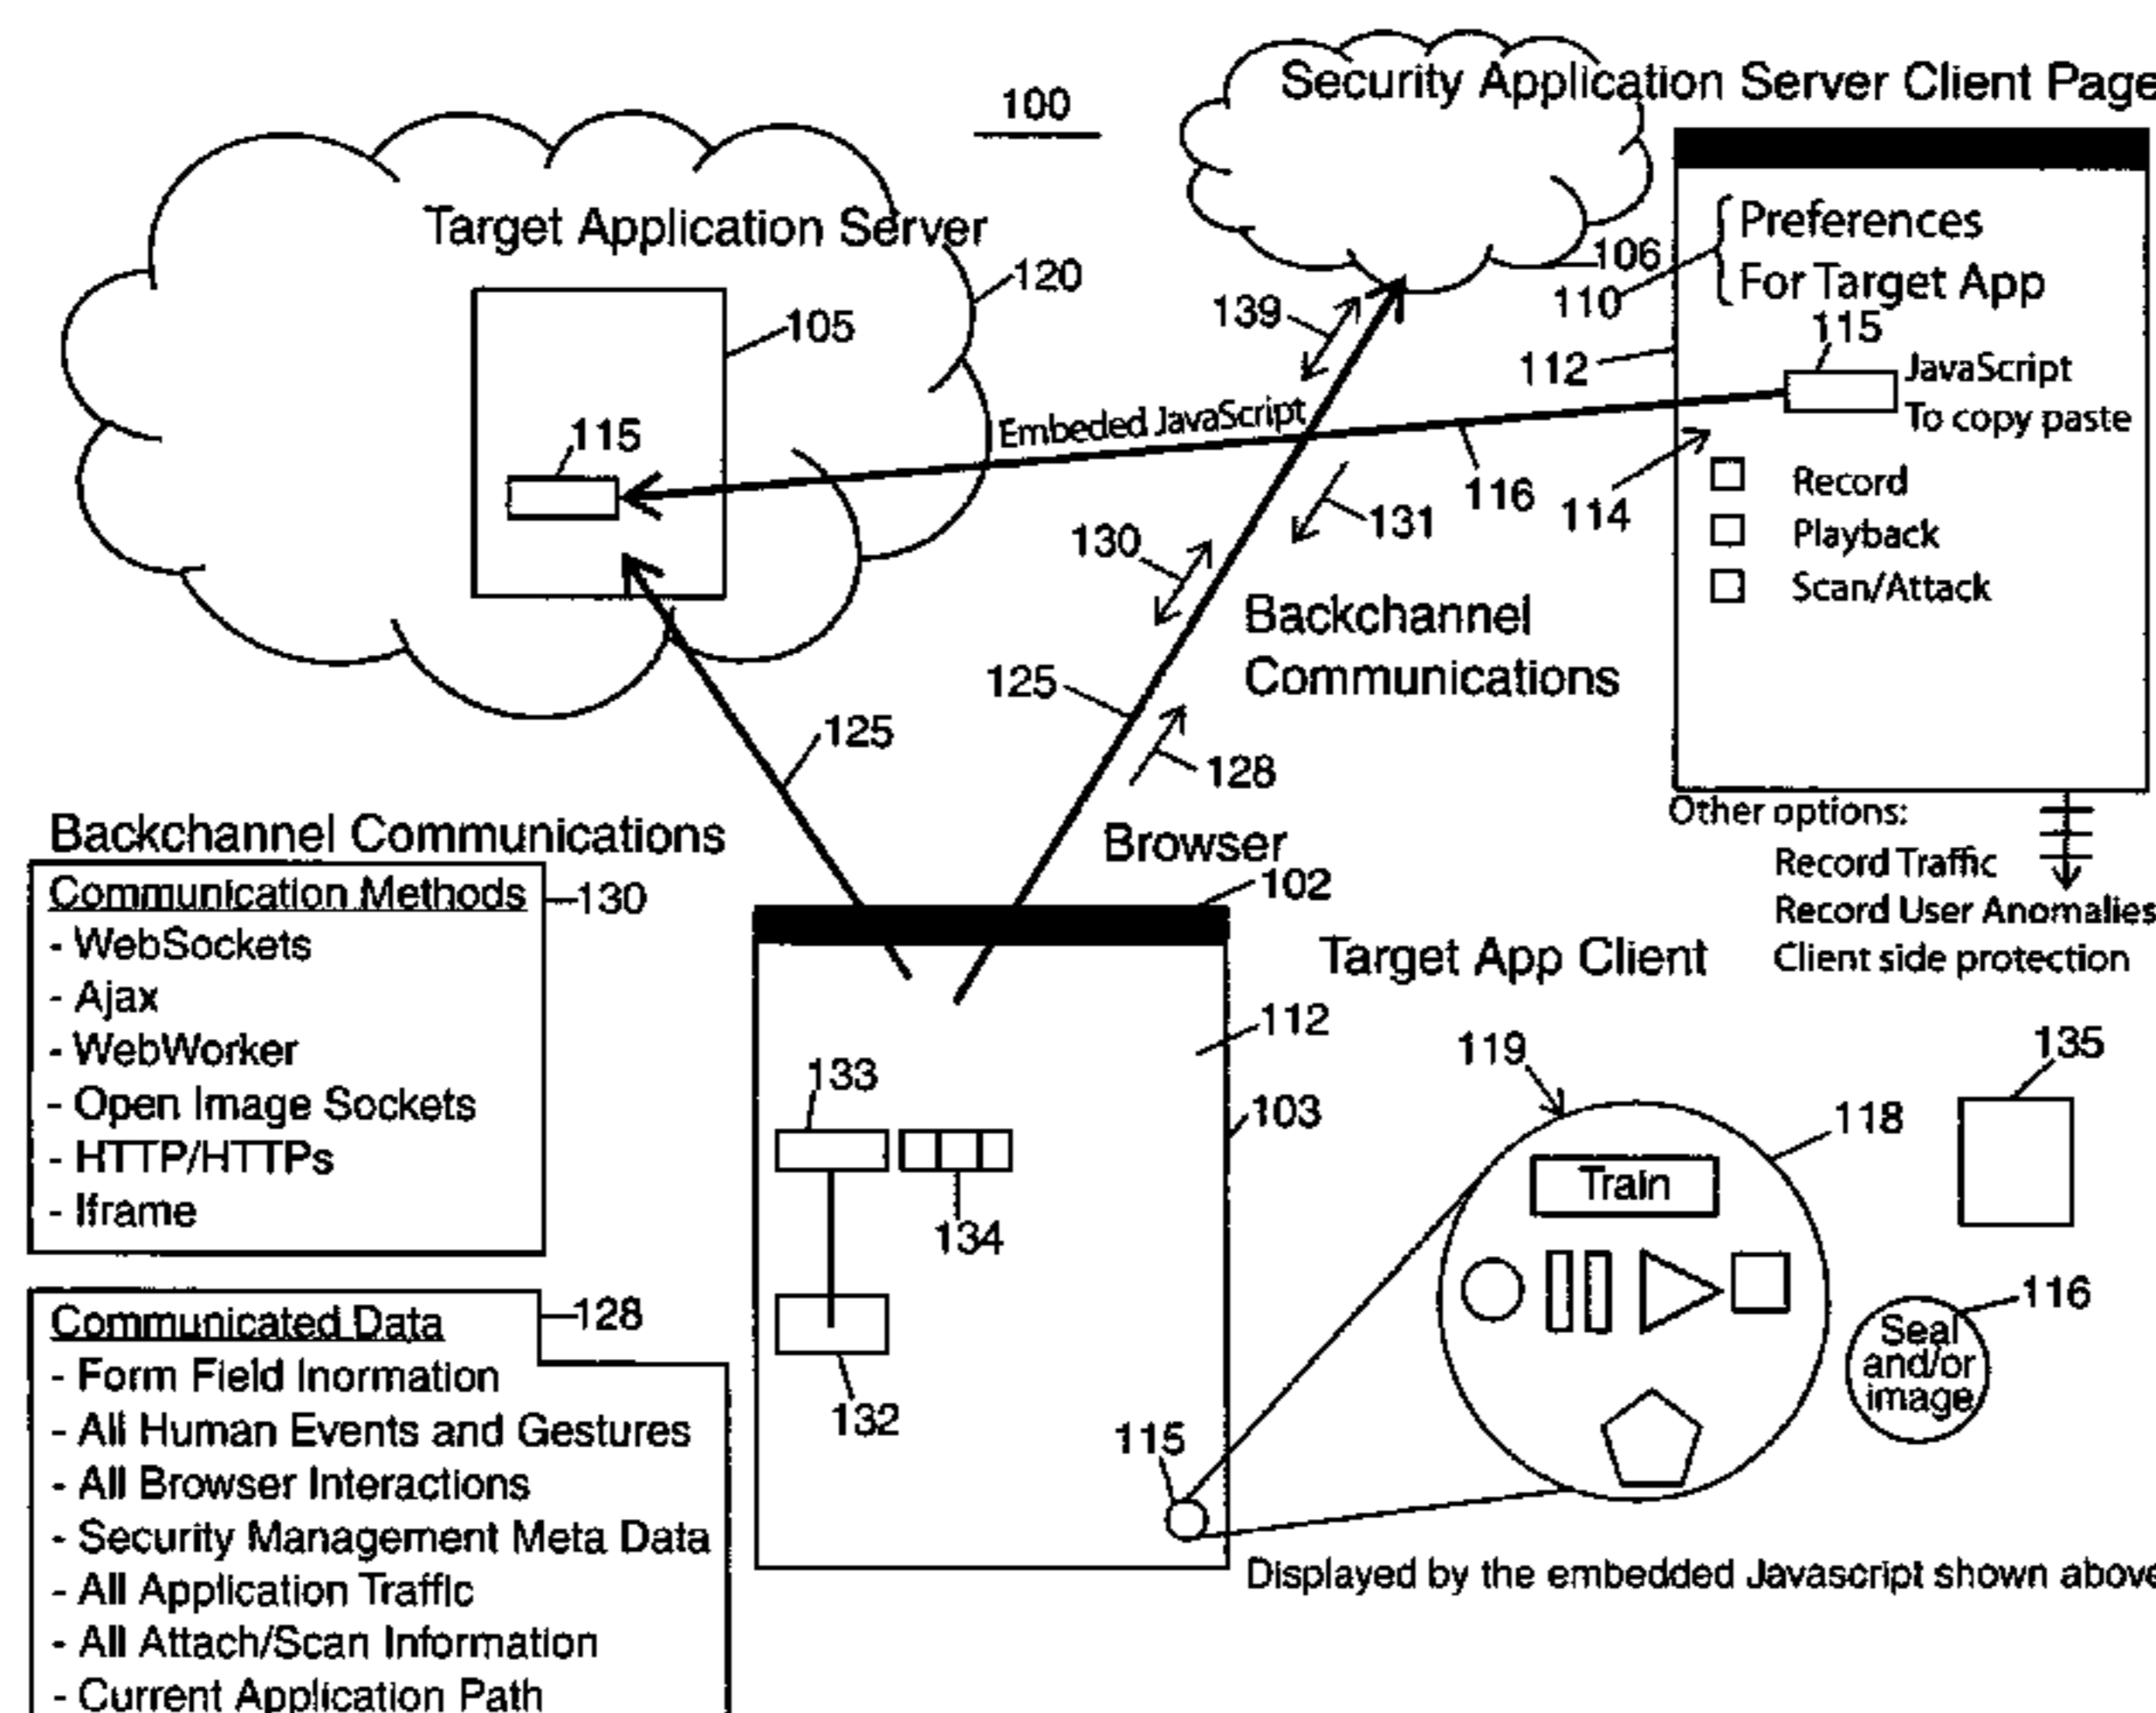 100
Security Application Server Client Page
Target Application Server
120
105
115
106
110
Preferences
For Target App
115
112
JavaScript
To copy paste
139
Embeded JavaScript
116
114
131
130
Record
Playback
Scan/Attack
Backchannel
Communications
125
125
128
Other options:
Record Traffic
Record User Anomalies
Client side protection
Browser
102
Backchannel Communications
Communication Methods
130
- WebSockets
- Ajax
- WebWorker
- Open Image Sockets
- HTTP/HTTPs
- Iframe
Target App Client
112
103
133
134
132
115
119
118
135
Train
116
Seal
and/or
image
Communicated Data
128
- Form Field Inormation
- All Human Events and Gestures
- All Browser Interactions
- Security Management Meta Data
- All Application Traffic
- All Attach/Scan Information
- Current Application Path
Displayed by the embedded Javascript shown above